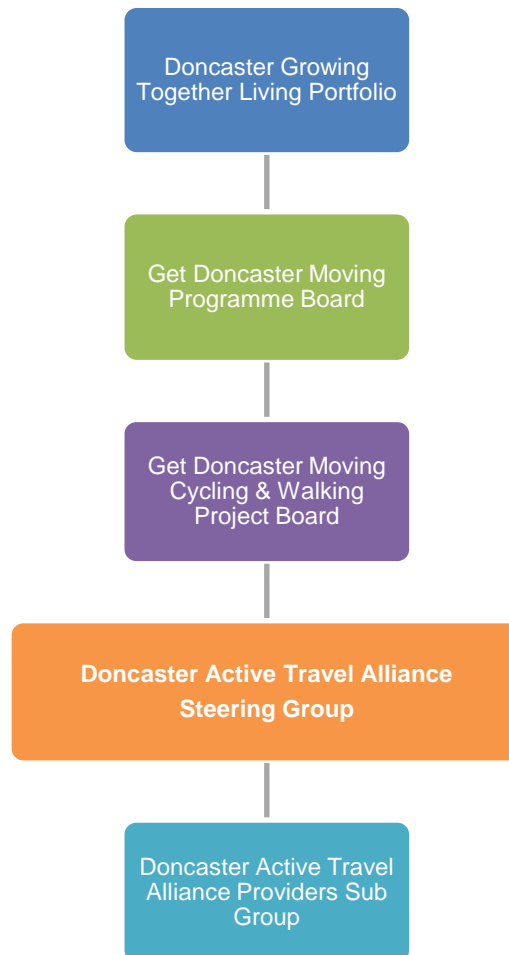 Doncaster Growing
Together Living Portfolio
Get Doncaster Moving
Programme Board
Get Doncaster Moving
Cycling & Walking
Project Board
Doncaster Active Travel Alliance
Steering Group
Doncaster Active Travel
Alliance Providers Sub
Group